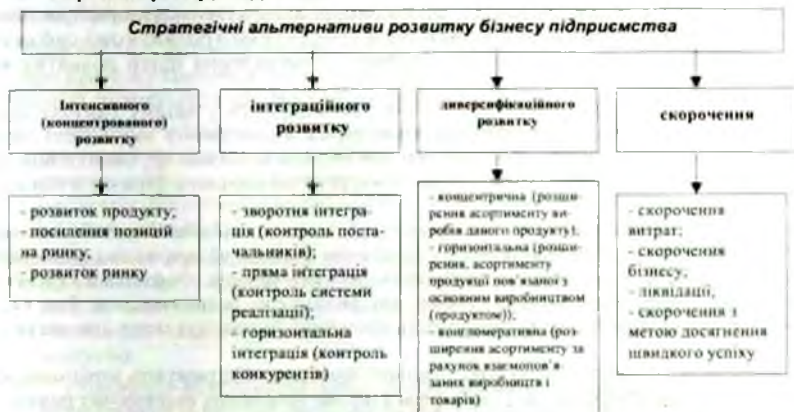 Стратегічні альтернативи розвитку бізнесу підприємства
Інтенсивного
(концентрованого)
розвитку
інтеграційного
розвитку
диверсифікаційного
розвитку
скорочення
- розвиток продукту;
- посилення позицій
на ринку;
- розвиток ринку
- зворотня інтегра-
ція (контроль поста-
чальників);
- пряма інтеграція
(контроль системи
реалізації);
- горизонтальна
інтеграція (контроль
конкурентів)
- концентрична (розши-
рення асортименту ви-
робів даного продукту);
- горизонтальна (розши-
рення, асортименту
продукції пов'язаної з
основним виробництвом
(продуктом));
- конгломеративна (роз-
ширення асортименту за
рахунок взаємопов'я-
заних виробництв і
товарів)
- скорочення
витрат;
- скорочення
бізнесу;
- ліквідації,
- скорочення з
метою досягнення
швидкого успіху